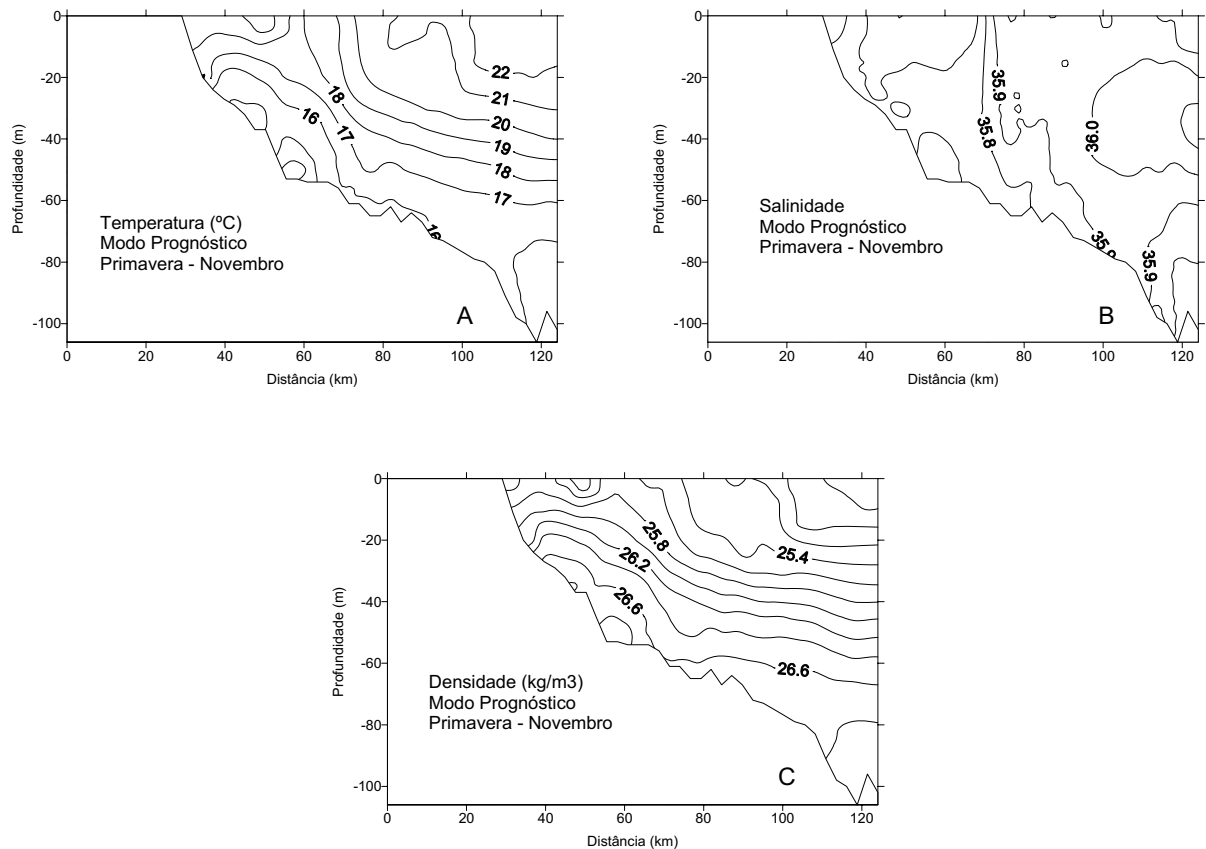 0
-20
-40
-60
-80
-100
Profundidade (m)
0 20 40 60 80 100 120
Distância (km)
22
21
20
19
18
17
18
17
16
16
Temperatura (ºC)
Modo Prognóstico
Primavera - Novembro
A
0
-20
-40
-60
-80
-100
Profundidade (m)
0 20 40 60 80 100 120
Distância (km)
35.9
35.8
36.0
35.9
35.9
Salinidade
Modo Prognóstico
Primavera - Novembro
B
0
-20
-40
-60
-80
-100
Profundidade (m)
0 20 40 60 80 100 120
Distância (km)
25.8
26.2
26.6
25.4
26.6
Densidade (kg/m3)
Modo Prognóstico
Primavera - Novembro
C